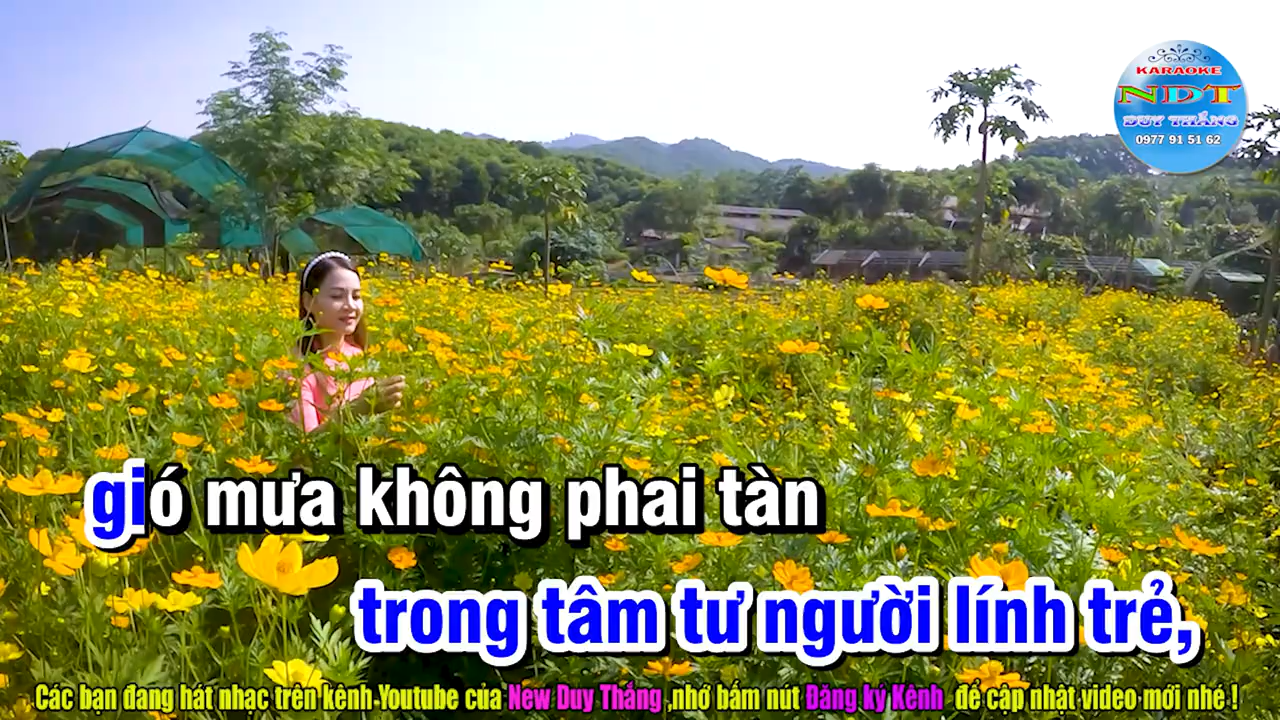 KARAOKE
NDT
DUY THẮNG
0977 91 51 62
gió mưa không phai tàn
trong tâm tư người lính trẻ,
Các bạn đang hát nhạc trên kênh Youtube của New Duy Thắng ,nhớ bấm nút Đăng ký Kênh để cập nhật video mới nhé !